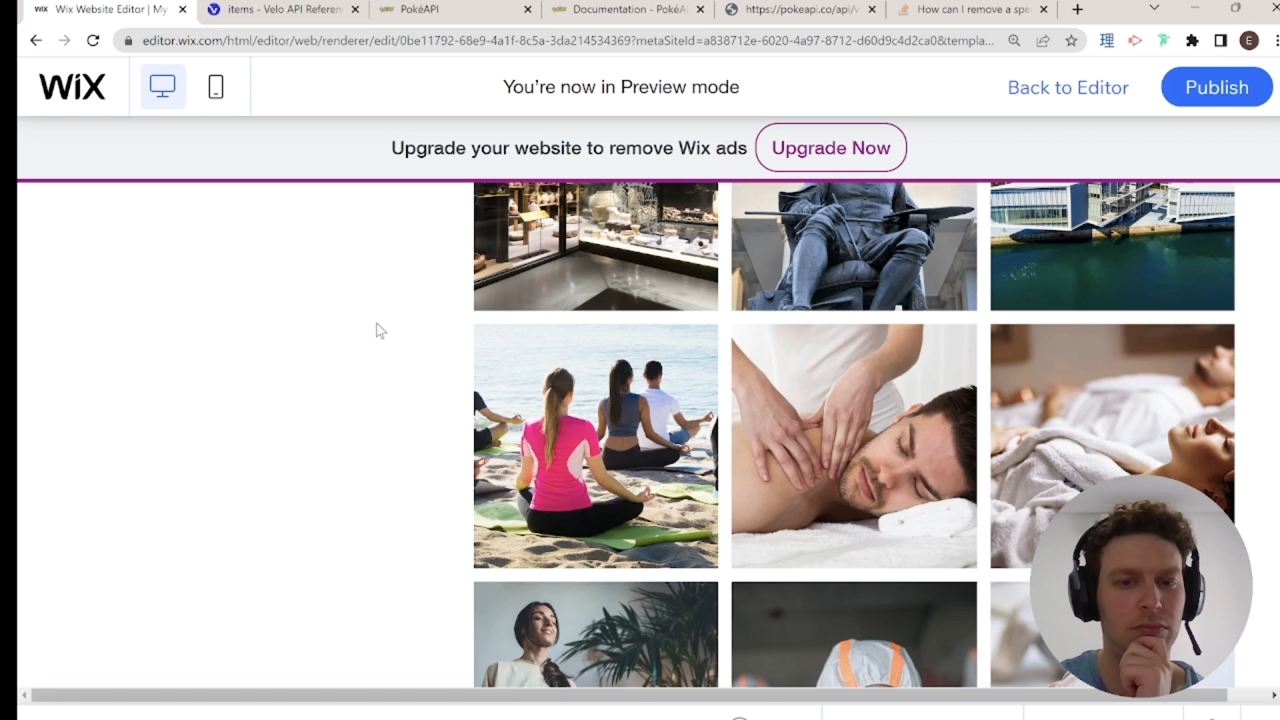 Wix Website Editor | My
items - Velo API Referen
PokéAPI
Documentation - PokéA
https://pokeapi.co/api/v
How can I remove a spe
editor.wix.com/html/editor/web/renderer/edit/0be11792-68e9-4a1f-8c5a-3da214534369?metaSiteId=a838712e-6020-4a97-8712-d60d9c4d2ca0&templa...
E
WiX
You're now in Preview mode
Back to Editor
Publish
Upgrade your website to remove Wix ads
Upgrade Now